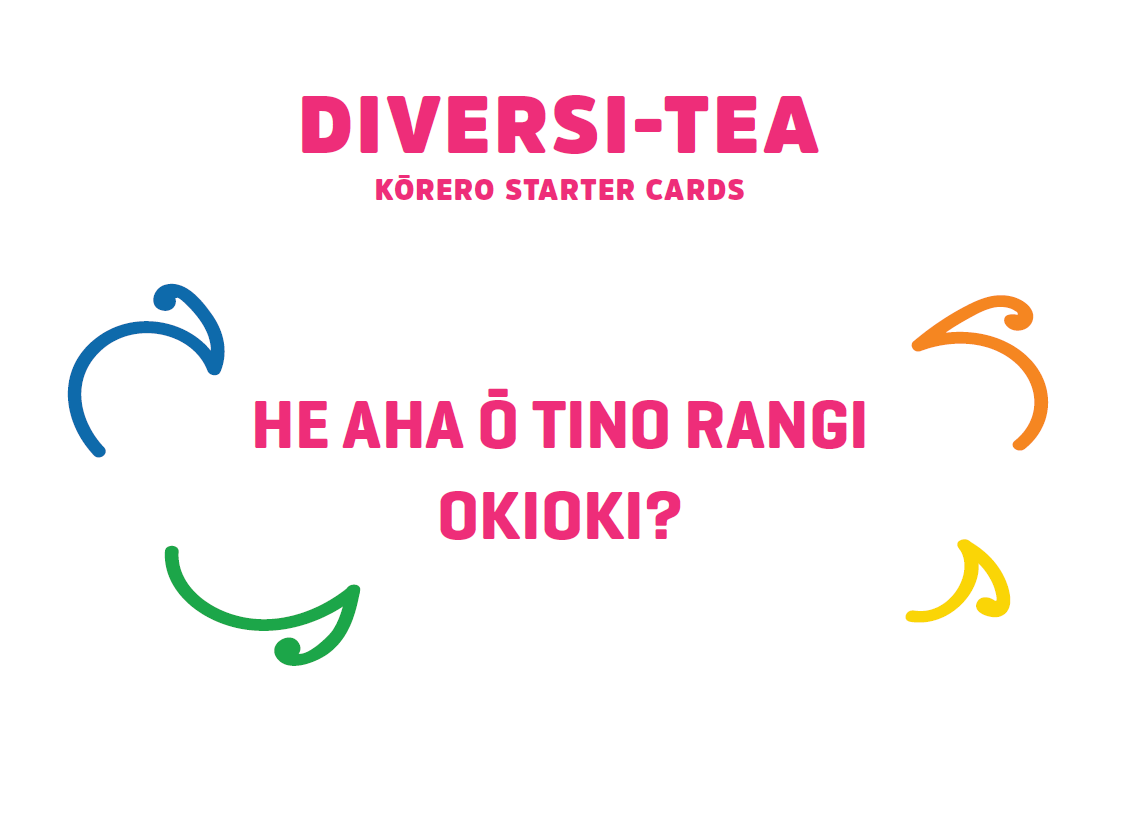 DIVERSI-TEA
KŌRERO STARTER CARDS
HE AHA Ō TINO RANGI
OKIOKI?